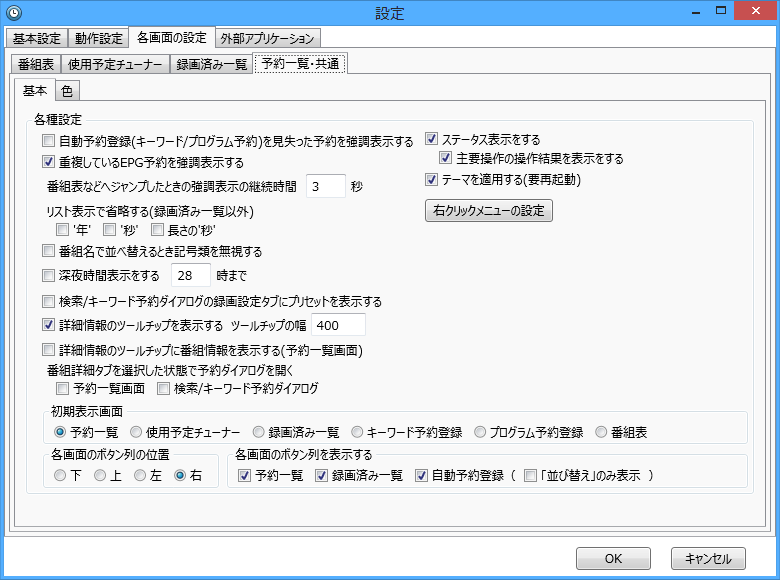 設定
基本設定 動作設定 各画面の設定 外部アプリケーション
番組表 使用予定チューナー 録画済み一覧 予約一覧・共通
基本 色
各種設定
自動予約登録(キーワード/プログラム予約)を見失った予約を強調表示する
重複しているEPG予約を強調表示する
番組表などへジャンプしたときの強調表示の継続時間 3 秒
リスト表示で省略する(録画済み一覧以外)
'年' '秒' 長さの'秒'
番組名で並べ替えるとき記号類を無視する
深夜時間表示をする 28 時まで
検索/キーワード予約ダイアログの録画設定タブにプリセットを表示する
詳細情報のツールチップを表示する ツールチップの幅 400
詳細情報のツールチップに番組情報を表示する(予約一覧画面)
番組詳細タブを選択した状態で予約ダイアログを開く
予約一覧画面 検索/キーワード予約ダイアログ
ステータス表示をする
主要操作の操作結果を表示をする
テーマを適用する(要再起動)
右クリックメニューの設定
初期表示画面
予約一覧 使用予定チューナー 録画済み一覧 キーワード予約登録 プログラム予約登録 番組表
各画面のボタン列の位置
下 上 左 右
各画面のボタン列を表示する
予約一覧 録画済み一覧 自動予約登録 ( 「並び替え」のみ表示 )
OK キャンセル